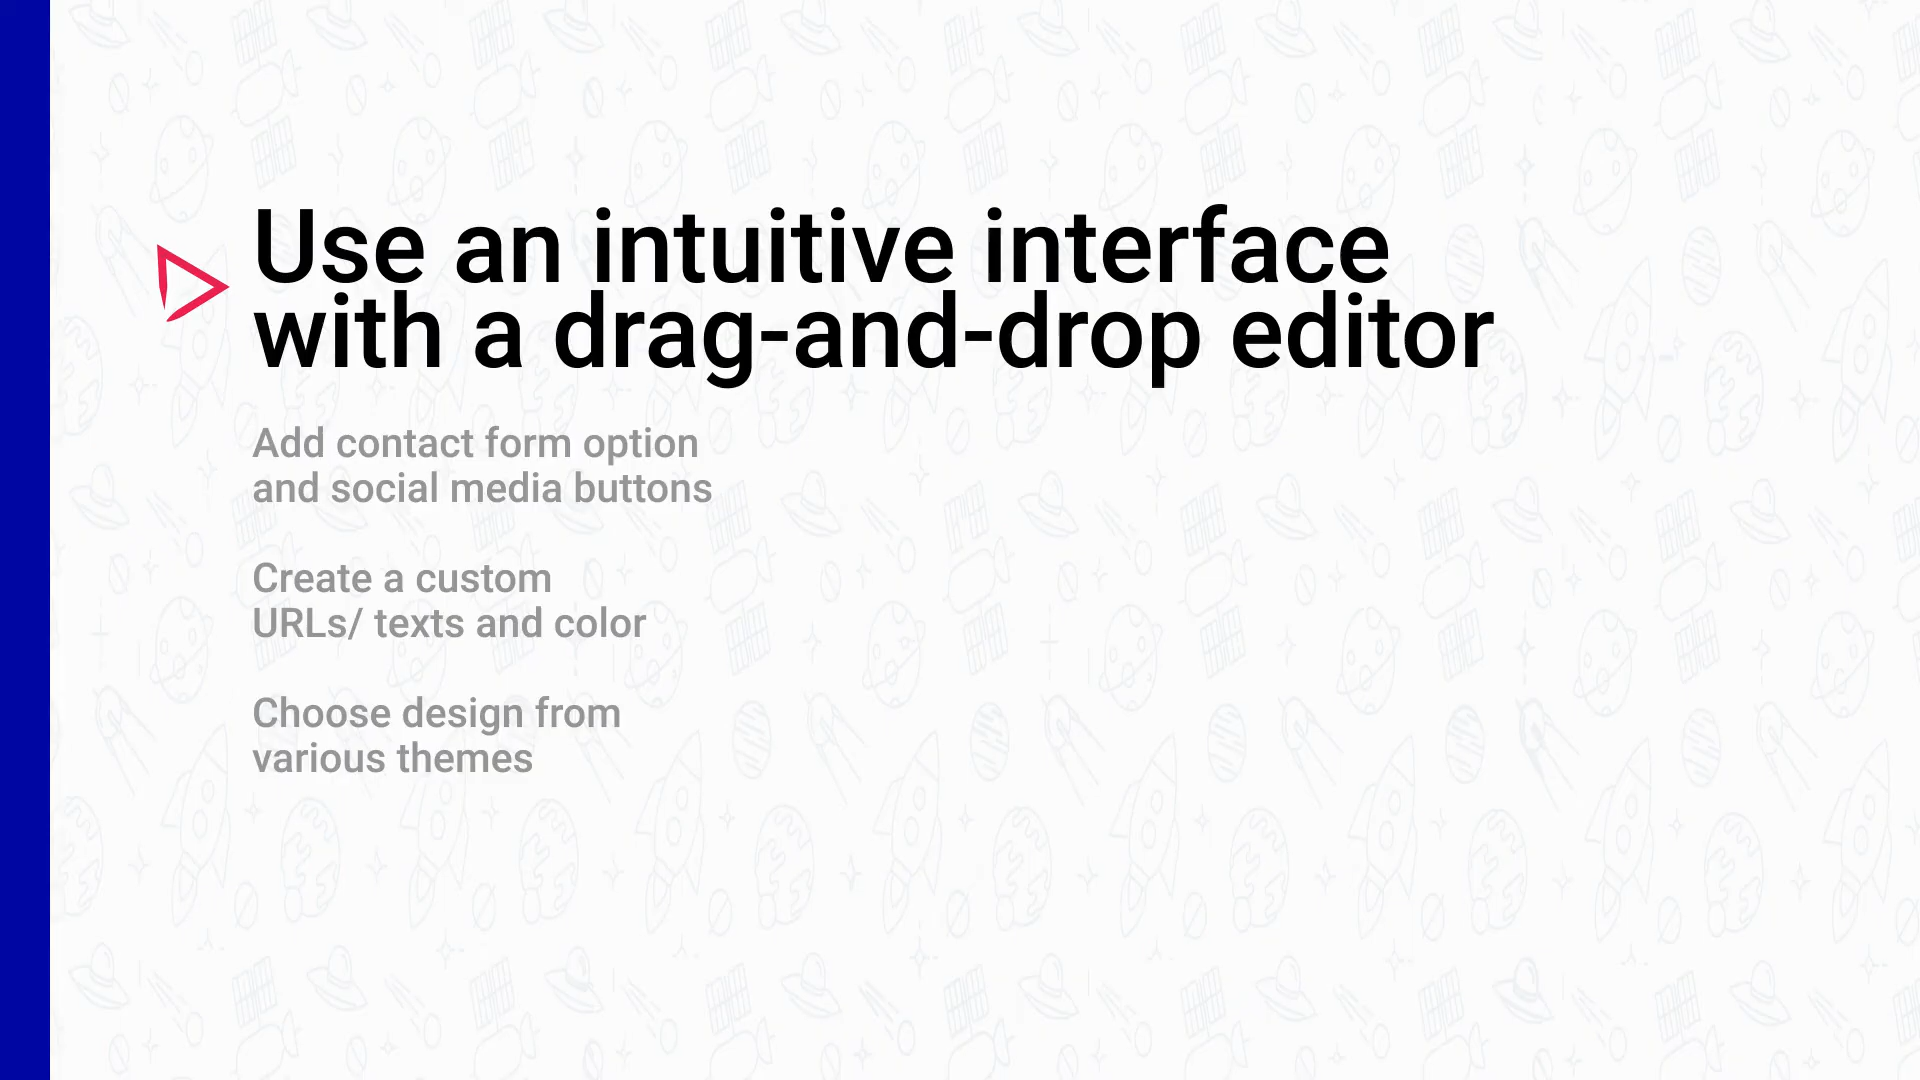 Use an intuitive interface
with a drag-and-drop editor
Add contact form option
and social media buttons
Create a custom
URLs/ texts and color
Choose design from
various themes